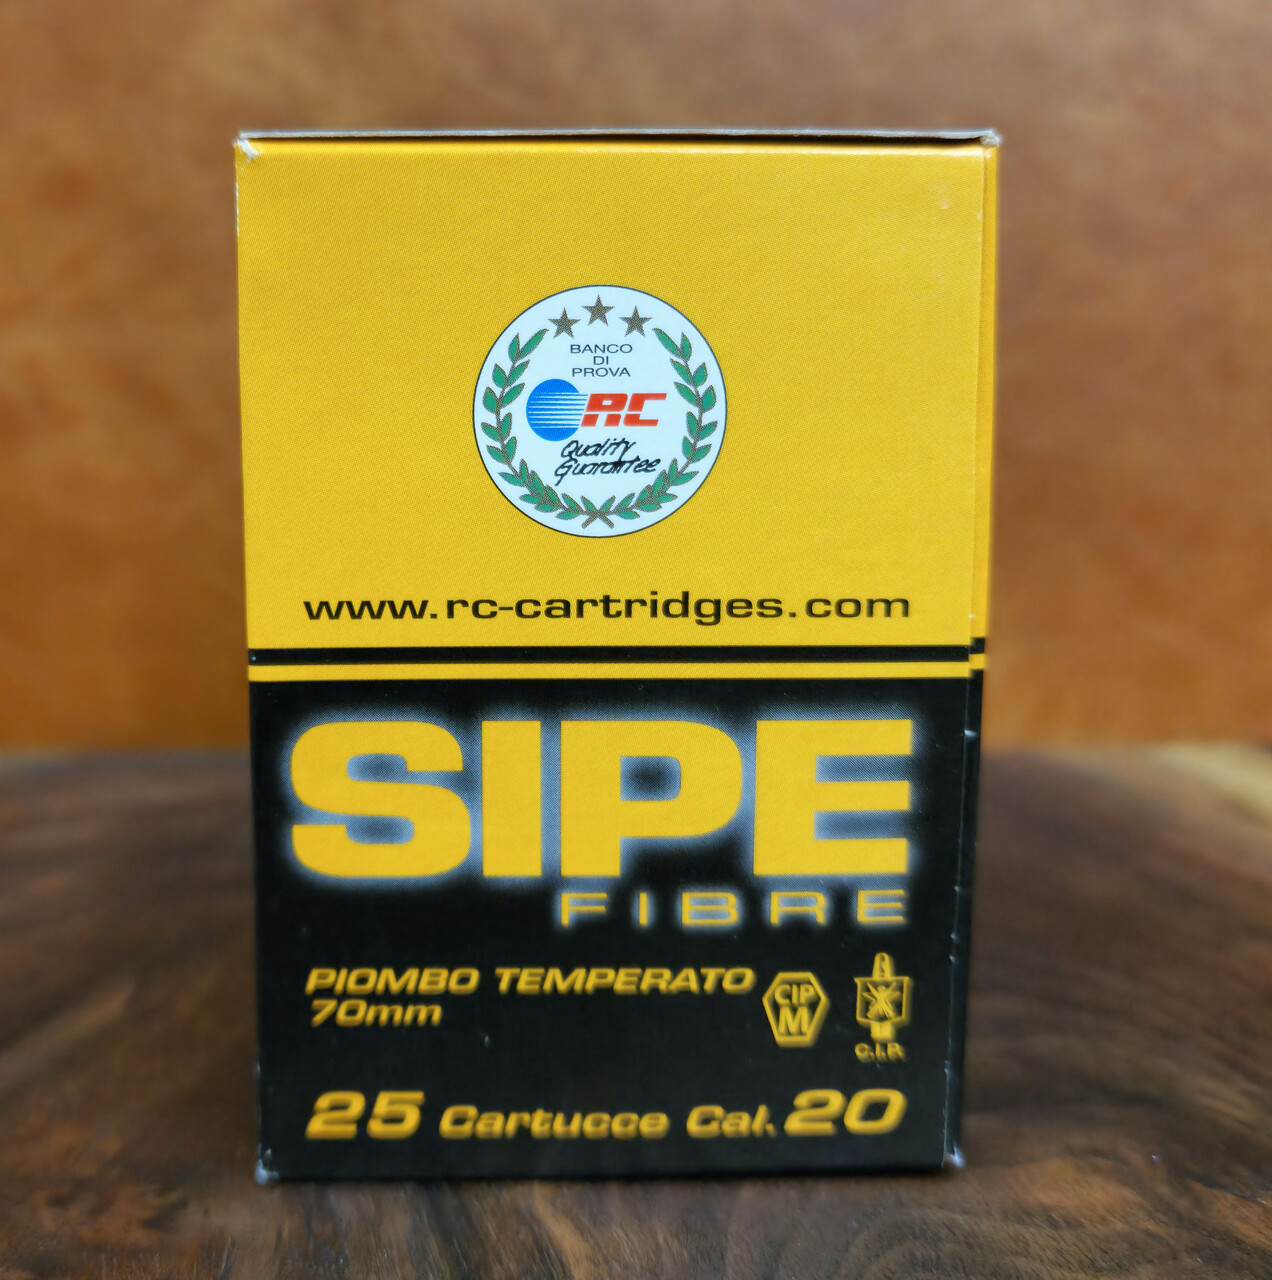 BANCO
DI
PROVA
RC
Quality
Guarantee
www.rc-cartridges.com
SIPE
FIBRE
PIOMBO TEMPERATO
70mm
CIP
M
C.I.P.
25 Cartucce Cal. 20